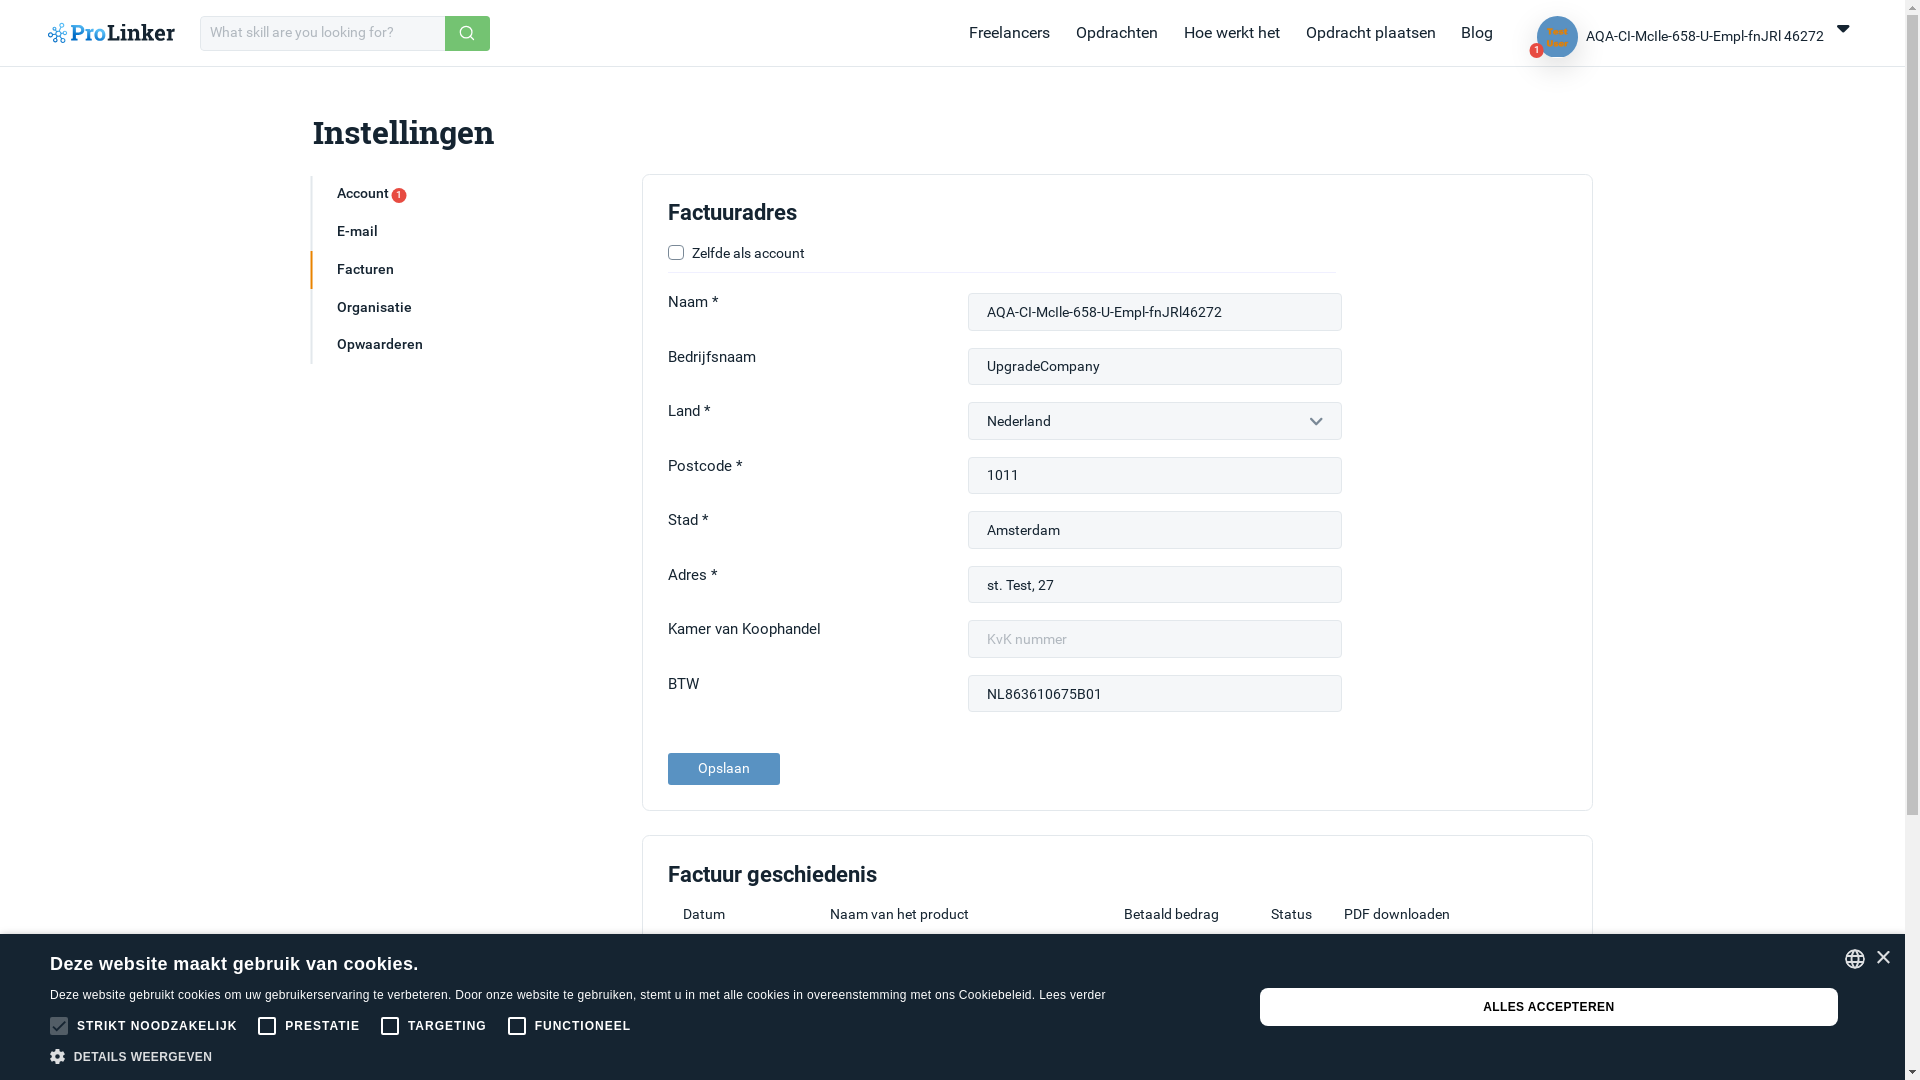 ProLinker
What skill are you looking for?
Freelancers
Opdrachten
Hoe werkt het
Opdracht plaatsen
Blog
Test
User
1
AQA-CI-McIle-658-U-Empl-fnJRl 46272
Instellingen
Account 1
E-mail
Facturen
Organisatie
Opwaarderen
Factuuradres
Zelfde als account
Naam *
AQA-CI-McIle-658-U-Empl-fnJRl46272
Bedrijfsnaam
UpgradeCompany
Land *
Nederland
Postcode *
1011
Stad *
Amsterdam
Adres *
st. Test, 27
Kamer van Koophandel
KvK nummer
BTW
NL863610675B01
Opslaan
Factuur geschiedenis
Datum
Naam van het product
Betaald bedrag
Status
PDF downloaden
Deze website maakt gebruik van cookies.
Deze website gebruikt cookies om uw gebruikerservaring te verbeteren. Door onze website te gebruiken, stemt u in met alle cookies in overeenstemming met ons Cookiebeleid. Lees verder
STRIKT NOODZAKELIJK
PRESTATIE
TARGETING
FUNCTIONEEL
DETAILS WEERGEVEN
ALLES ACCEPTEREN
×